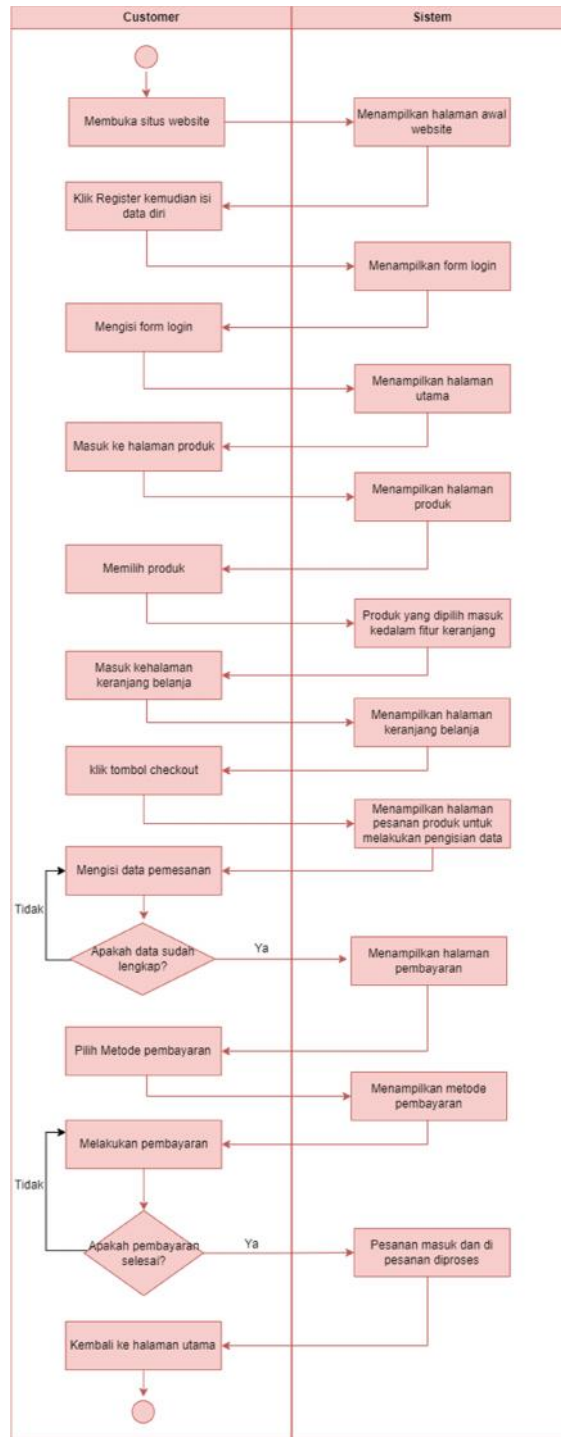 Customer
Sistem
Membuka situs website
Menampilkan halaman awal
website
Klik Register kemudian isi
data diri
Menampilkan form login
Mengisi form login
Menampilkan halaman
utama
Masuk ke halaman produk
Menampilkan halaman
produk
Memilih produk
Produk yang dipilih masuk
kedalam fitur keranjang
Masuk kehalaman
keranjang belanja
Menampilkan halaman
keranjang belanja
klik tombol checkout
Menampilkan halaman
pesanan produk untuk
melakukan pengisian data
Mengisi data pemesanan
Tidak
Apakah data sudah
lengkap?
Ya
Menampilkan halaman
pembayaran
Pilih Metode pembayaran
Menampilkan metode
pembayaran
Melakukan pembayaran
Tidak
Apakah pembayaran
selesai?
Ya
Pesanan masuk dan di
pesanan diproses
Kembali ke halaman utama